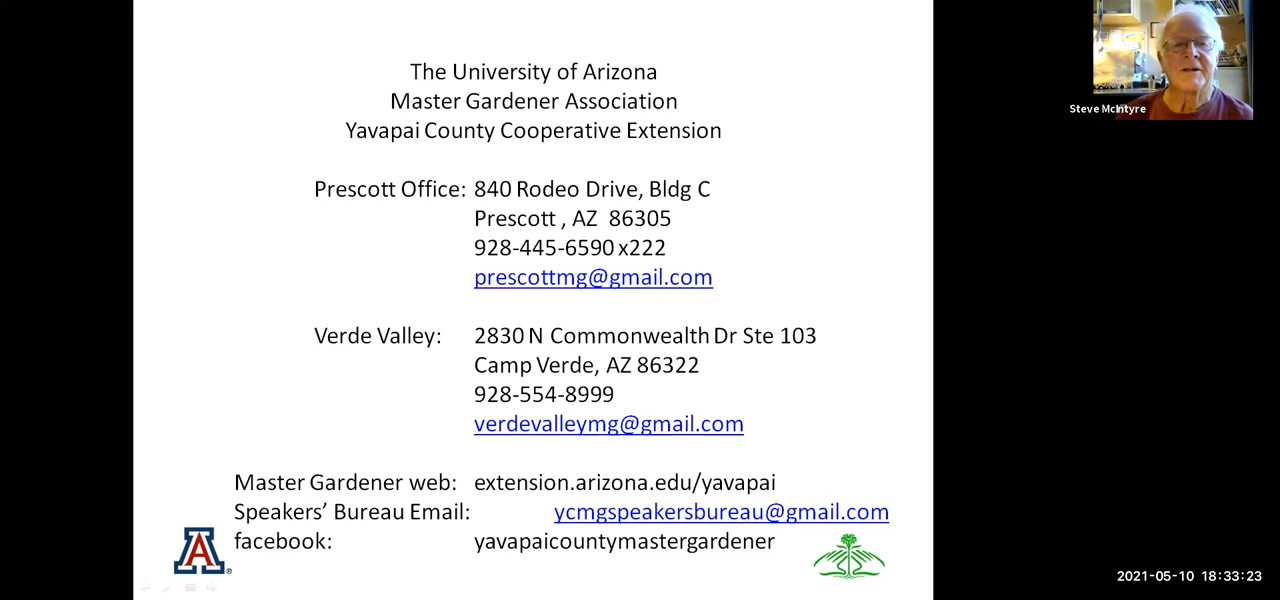 The University of Arizona
Master Gardener Association
Yavapai County Cooperative Extension
Prescott Office: 840 Rodeo Drive, Bldg C
Prescott , AZ 86305
928-445-6590 x222
prescottmg@gmail.com
Verde Valley: 2830 N Commonwealth Dr Ste 103
Camp Verde, AZ 86322
928-554-8999
verdevalleymg@gmail.com
Master Gardener web: extension.arizona.edu/yavapai
Speakers’ Bureau Email: ycmgspeakersbureau@gmail.com
facebook: yavapaicountymastergardener
A ®
Steve McIntyre
2021-05-10 18:33:23